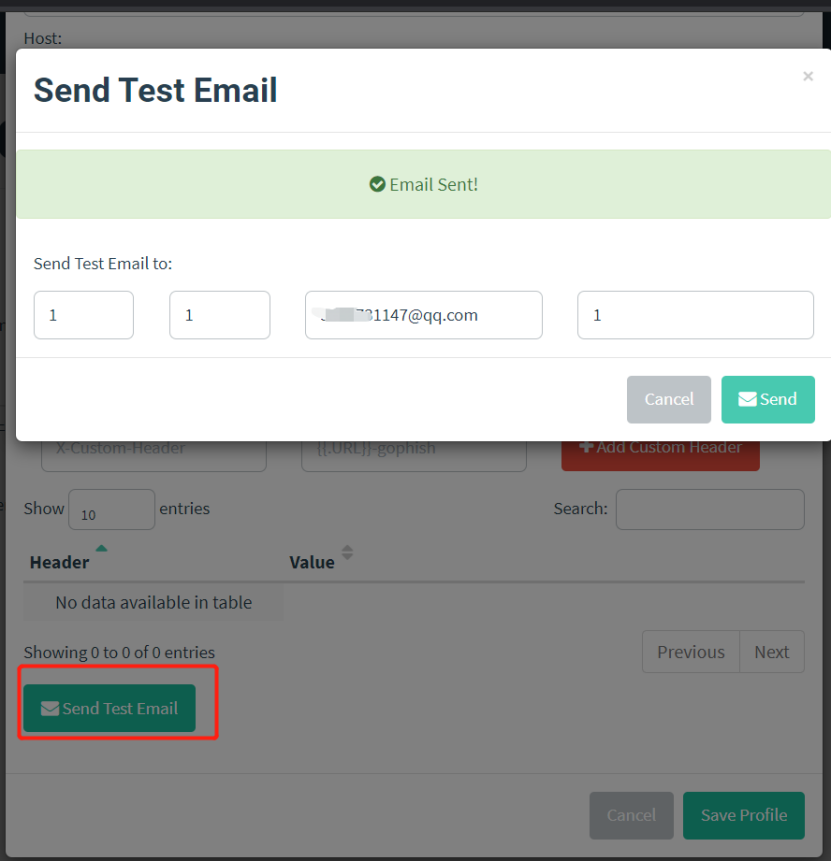 Host:
Send Test Email
×
Email Sent!
Send Test Email to:
1
1
1147@qq.com
1
Cancel
Send
X-Custom-Header
{{.URL}}-gophish
Add Custom Header
Show 10 entries
Search:
Header
Value
No data available in table
Showing 0 to 0 of 0 entries
Previous
Next
Send Test Email
Cancel
Save Profile